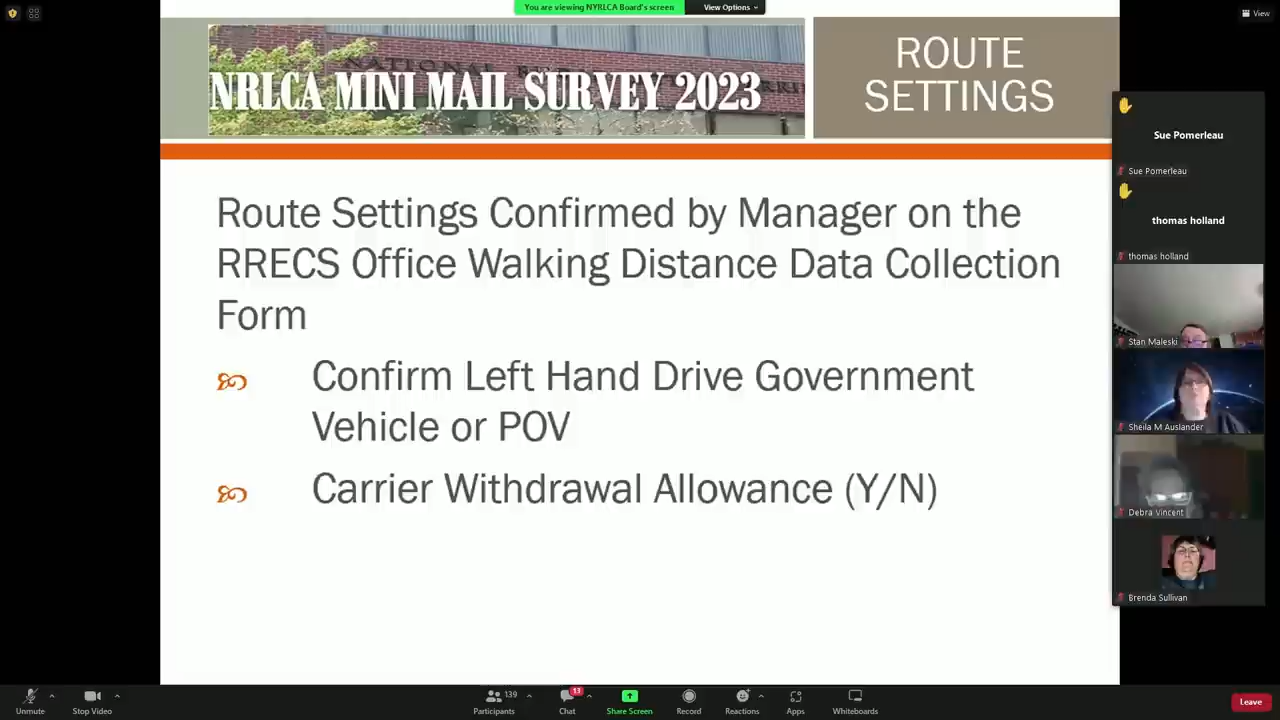 You are viewing NYRLCA Board's screen
View Options
View
NRLCA MINI MAIL SURVEY 2023
ROUTE
SETTINGS
Route Settings Confirmed by Manager on the
RRECS Office Walking Distance Data Collection
Form
Confirm Left Hand Drive Government
Vehicle or POV
Carrier Withdrawal Allowance (Y/N)
Sue Pomerleau
Sue Pomerleau
thomas holland
thomas holland
Stan Maleski
Sheila M Auslander
Debra Vincent
Brenda Sullivan
Unmute
Stop Video
139
Participants
13
Chat
Share Screen
Record
Reactions
Apps
Whiteboards
Leave